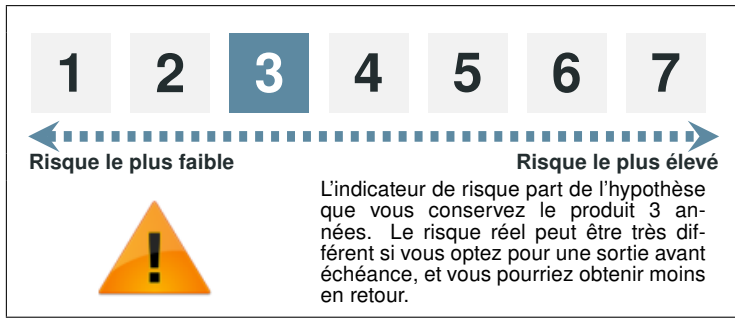 1 2 3 4 5 6 7
Risque le plus faible Risque le plus élevé
L'indicateur de risque part de l'hypothèse
que vous conservez le produit 3 an-
nées. Le risque réel peut être très dif-
férent si vous optez pour une sortie avant
échéance, et vous pourriez obtenir moins
en retour.